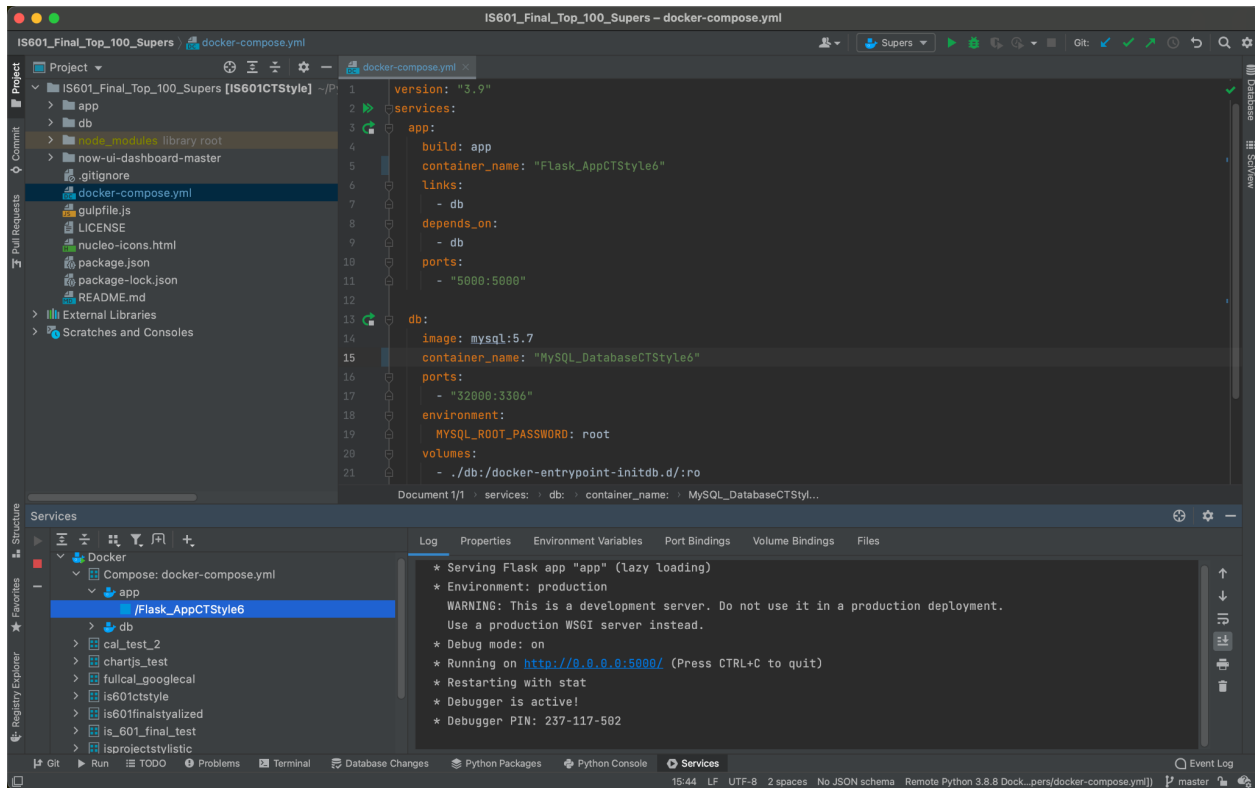 IS601_Final_Top_100_Supers – docker-compose.yml
IS601_Final_Top_100_Supers
docker-compose.yml
Supers
Git:
Project
docker-compose.yml
IS601_Final_Top_100_Supers [IS601CTStyle] ~/P
app
db
node_modules library root
now-ui-dashboard-master
.gitignore
docker-compose.yml
gulpfile.js
LICENSE
nucleo-icons.html
package.json
package-lock.json
README.md
External Libraries
Scratches and Consoles
Project
Commit
Pull Requests
Structure
Favorites
Registry Explorer
Database
SciView
1 version: "3.9"
2 services:
3 app:
4 build: app
5 container_name: "Flask_AppCTStyle6"
6 links:
7 - db
8 depends_on:
9 - db
10 ports:
11 - "5000:5000"
12
13 db:
14 image: mysql:5.7
15 container_name: "MySQL_DatabaseCTStyle6"
16 ports:
17 - "32000:3306"
18 environment:
19 MYSQL_ROOT_PASSWORD: root
20 volumes:
21 - ./db:/docker-entrypoint-initdb.d/:ro
Document 1/1 › services: › db: › container_name: › MySQL_DatabaseCTStyl...
Services
Docker
Compose: docker-compose.yml
app
/Flask_AppCTStyle6
db
cal_test_2
chartjs_test
fullcal_googlecal
is601ctstyle
is601finalstyalized
is_601_final_test
isprojectstylistic
Log Properties Environment Variables Port Bindings Volume Bindings Files
* Serving Flask app "app" (lazy loading)
* Environment: production
WARNING: This is a development server. Do not use it in a production deployment.
Use a production WSGI server instead.
* Debug mode: on
* Running on http://0.0.0.0:5000/ (Press CTRL+C to quit)
* Restarting with stat
* Debugger is active!
* Debugger PIN: 237-117-502
Git Run TODO Problems Terminal Database Changes Python Packages Python Console Services Event Log
15:44 LF UTF-8 2 spaces No JSON schema Remote Python 3.8.8 Dock...pers/docker-compose.yml]) master